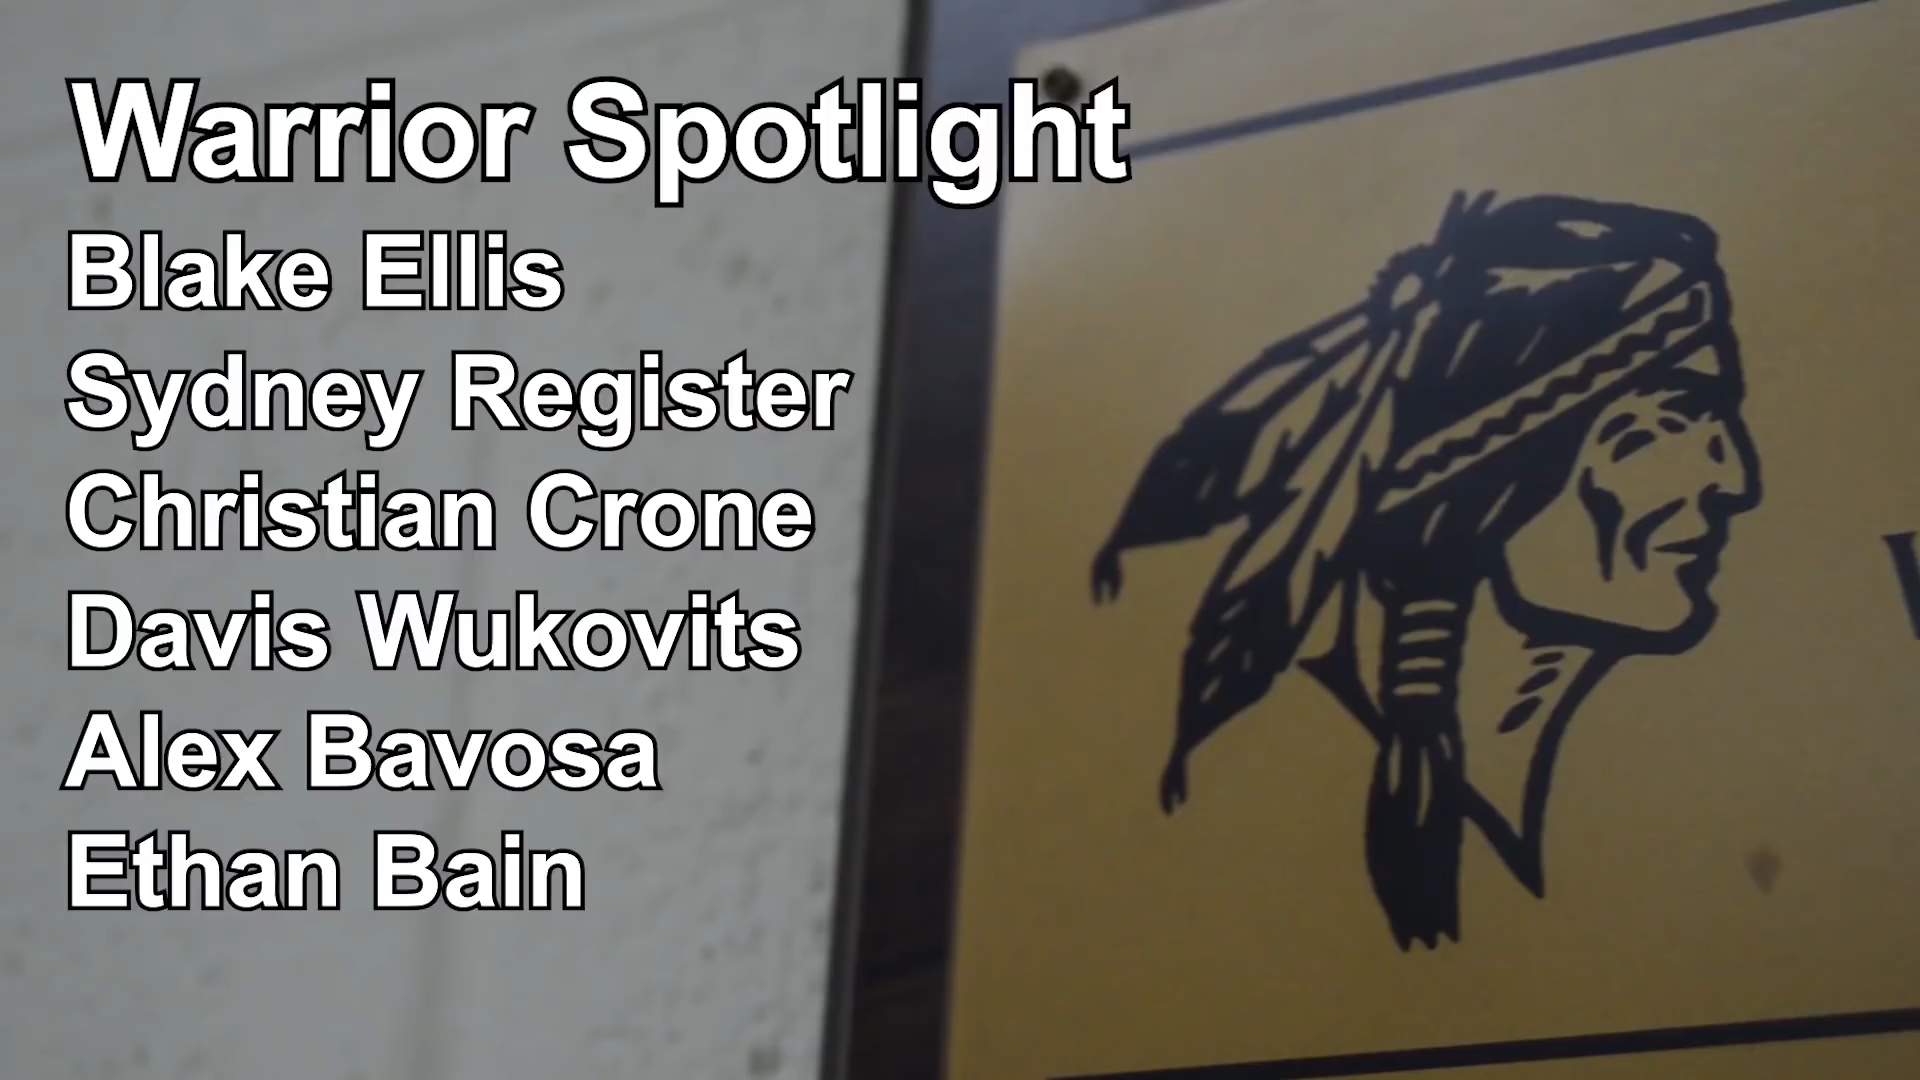 Warrior Spotlight
Blake Ellis
Sydney Register
Christian Crone
Davis Wukovits
Alex Bavosa
Ethan Bain